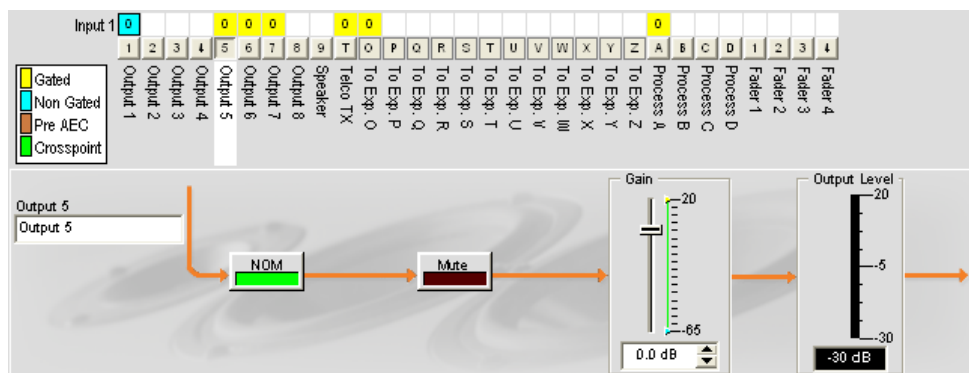 Input 1 0 0 0 0 0 0 0
1 2 3 4 5 6 7 8 9 T O P Q R S T U V W X Y Z A B C D 1 2 3 4
Output 1
Output 2
Output 3
Output 4
Output 5
Output 6
Output 7
Output 8
Speaker
Telco TX
To Exp. O
To Exp. P
To Exp. Q
To Exp. R
To Exp. S
To Exp. T
To Exp. U
To Exp. V
To Exp. W
To Exp. X
To Exp. Y
To Exp. Z
Process A
Process B
Process C
Process D
Fader 1
Fader 2
Fader 3
Fader 4
Gated
Non Gated
Pre AEC
Crosspoint
Output 5
Output 5
NOM
Mute
Gain
20
-65
0.0 dB
Output Level
20
-5
-30
-30 dB